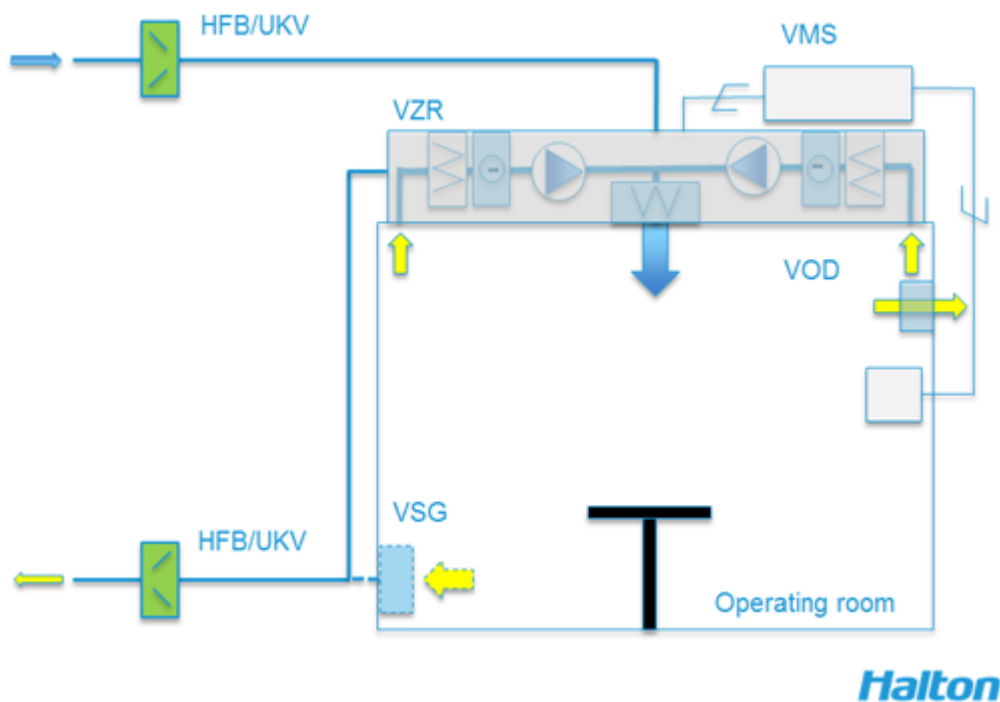 HFB/UKV
VMS
VZR
VOD
VSG
HFB/UKV
Operating room
Halton